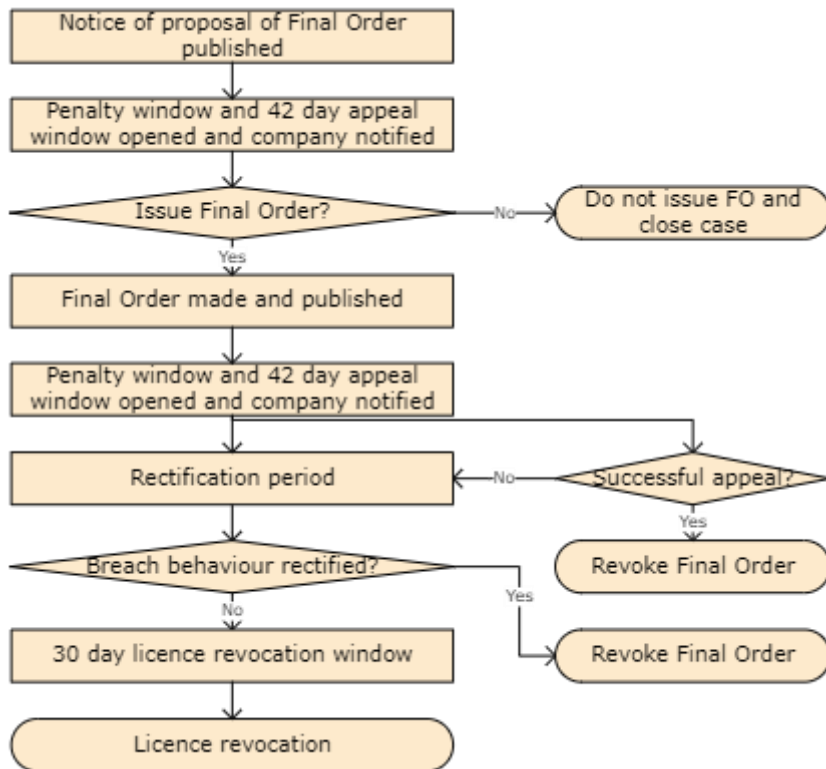 Notice of proposal of Final Order
published
Penalty window and 42 day appeal
window opened and company notified
Issue Final Order?
No
Do not issue FO and
close case
Yes
Final Order made and published
Penalty window and 42 day appeal
window opened and company notified
Rectification period
No
Successful appeal?
Yes
Revoke Final Order
Breach behaviour rectified?
Yes
No
30 day licence revocation window
Revoke Final Order
Licence revocation